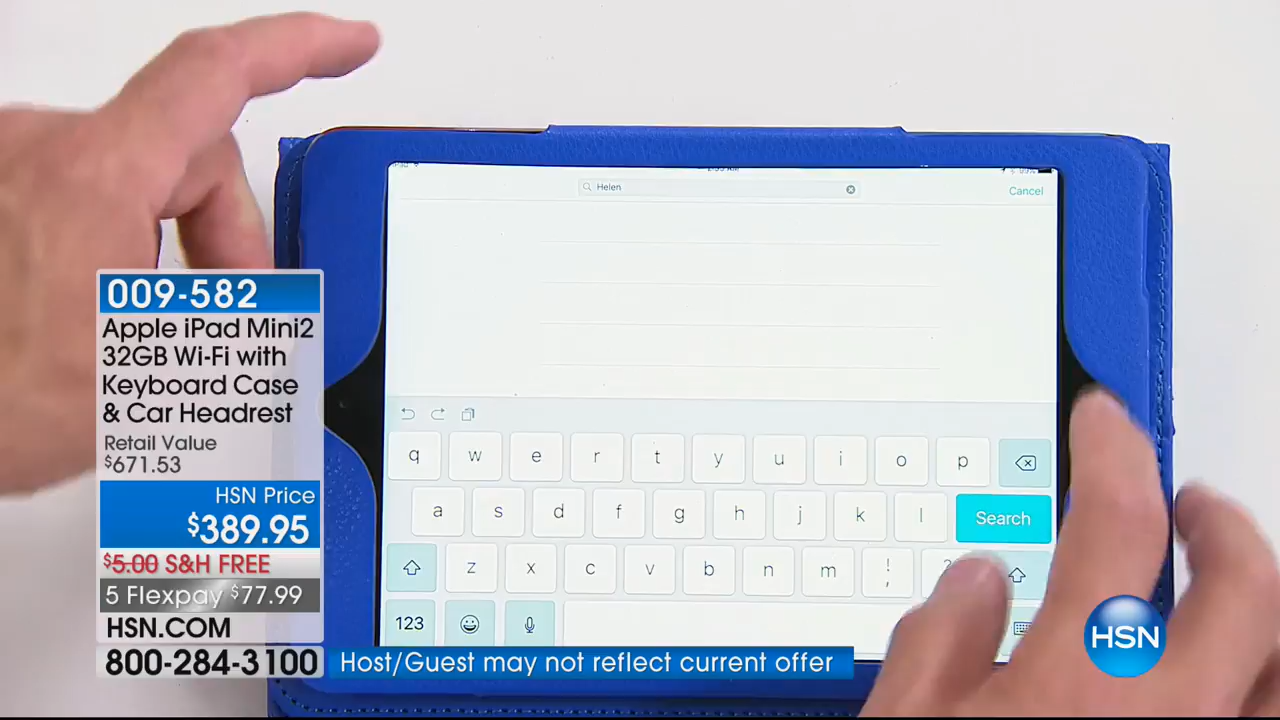 Helen
Cancel
009-582
Apple iPad Mini2
32GB Wi-Fi with
Keyboard Case
& Car Headrest
Retail Value
$671.53
HSN Price
$389.95
$5.00 S&H FREE
5 Flexpay $77.99
HSN.COM
800-284-3100
Host/Guest may not reflect current offer
q w e r t y u i o p
a s d f g h j k l Search
z x c v b n m ! , ?
123
HSN